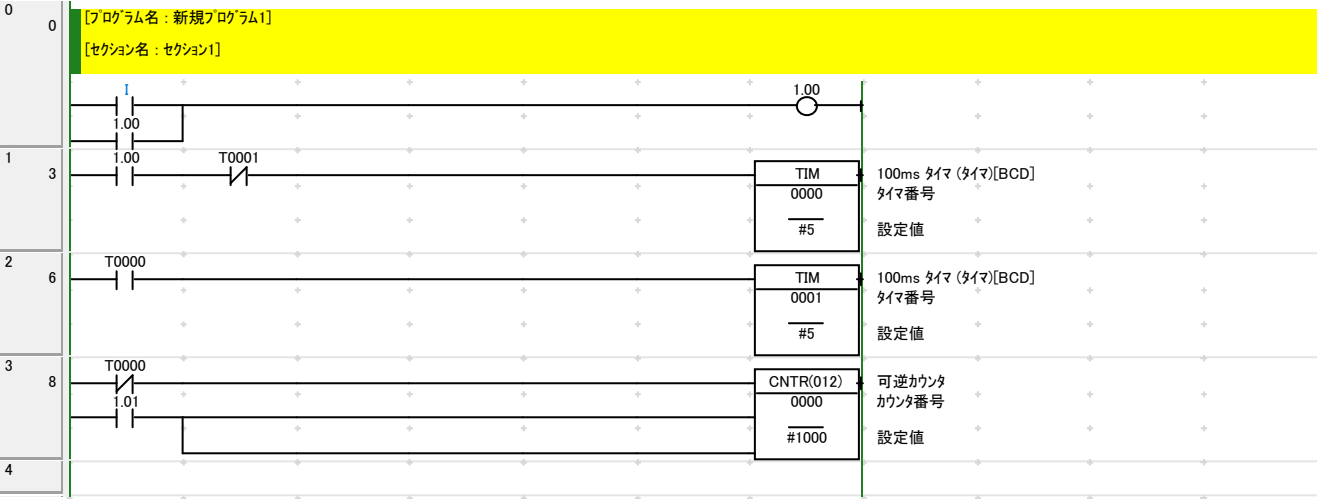 0
0
[ﾌﾟﾛｸﾞﾗﾑ名 : 新規ﾌﾟﾛｸﾞﾗﾑ1]
[ｾｸｼｮﾝ名 : ｾｸｼｮﾝ1]
I
1.00
1.00
1
3
1.00
T0001
TIM
100ms ﾀｲﾏ (ﾀｲﾏ)[BCD]
0000
ﾀｲﾏ番号
#5
設定値
2
6
T0000
TIM
100ms ﾀｲﾏ (ﾀｲﾏ)[BCD]
0001
ﾀｲﾏ番号
#5
設定値
3
8
T0000
CNTR(012)
可逆ｶｳﾝﾀ
1.01
0000
ｶｳﾝﾀ番号
#1000
設定値
4